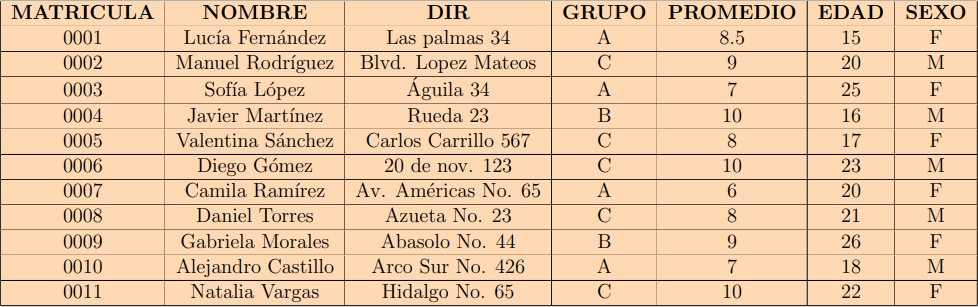 MATRICULA NOMBRE DIR GRUPO PROMEDIO EDAD SEXO
0001 Lucía Fernández Las palmas 34 A 8.5 15 F
0002 Manuel Rodríguez Blvd. Lopez Mateos C 9 20 M
0003 Sofía López Águila 34 A 7 25 F
0004 Javier Martínez Rueda 23 B 10 16 M
0005 Valentina Sánchez Carlos Carrillo 567 C 8 17 F
0006 Diego Gómez 20 de nov. 123 C 10 23 M
0007 Camila Ramírez Av. Américas No. 65 A 6 20 F
0008 Daniel Torres Azueta No. 23 C 8 21 M
0009 Gabriela Morales Abasolo No. 44 B 9 26 F
0010 Alejandro Castillo Arco Sur No. 426 A 7 18 M
0011 Natalia Vargas Hidalgo No. 65 C 10 22 F